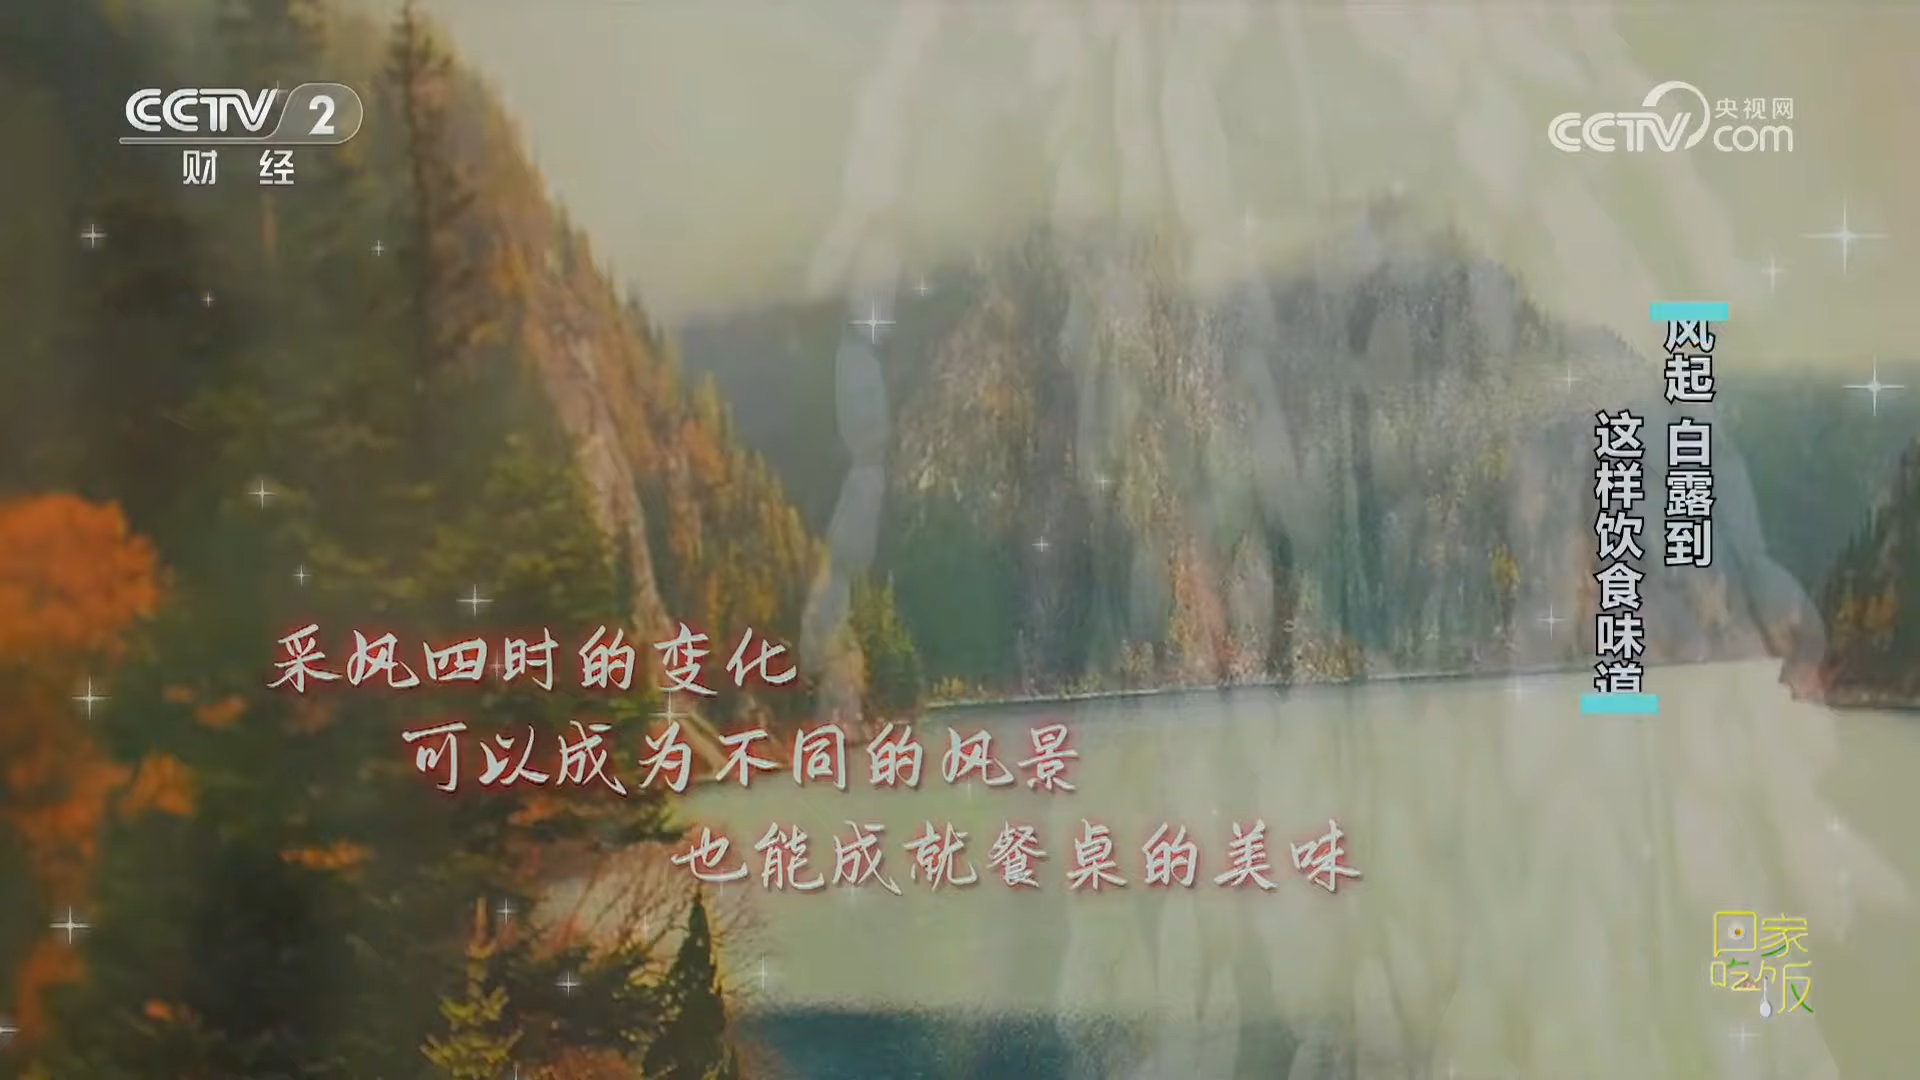 CCTV 2
财经
CCTV 央视网
com
风起 白露到
这样饮食味道
采风四时的变化
可以成为不同的风景
也能成就餐桌的美味
回家
吃饭